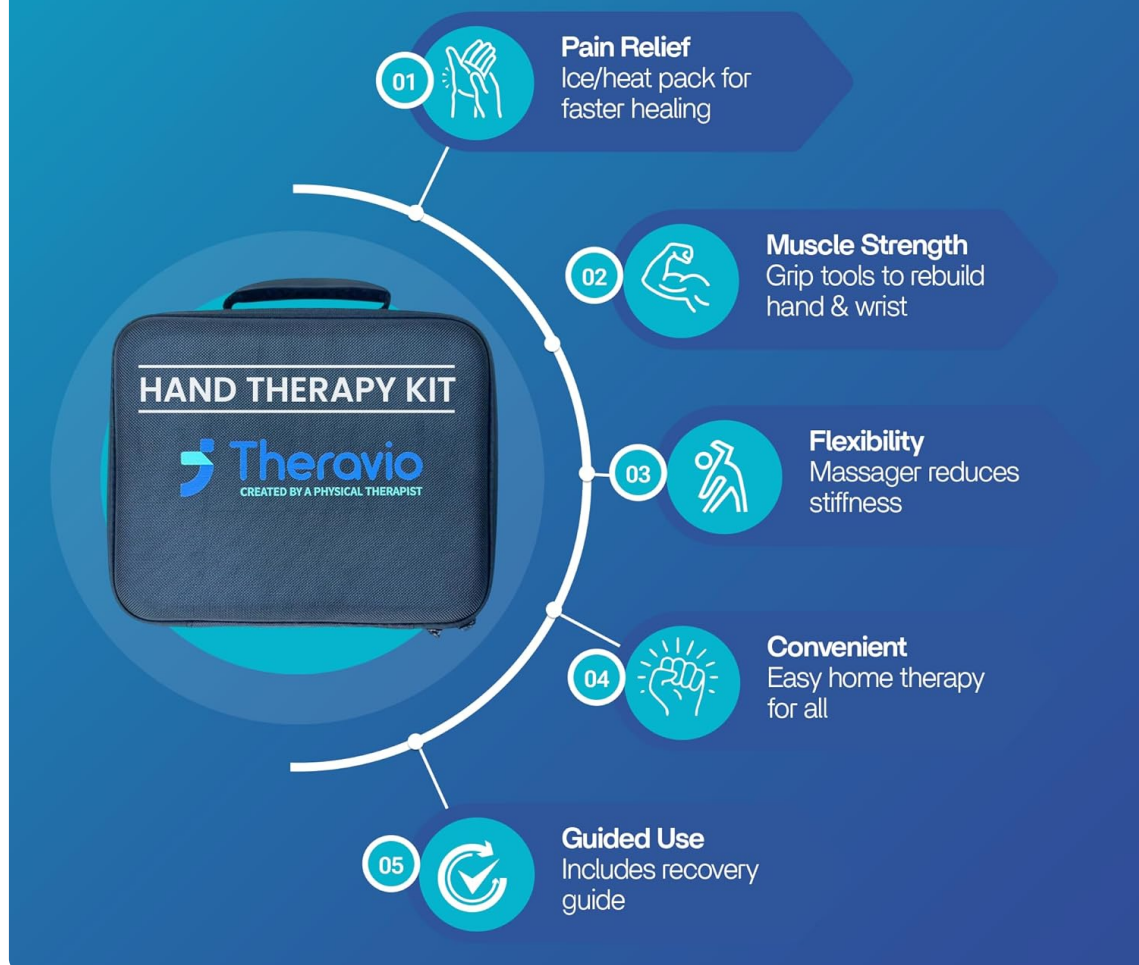 01
Pain Relief
Ice/heat pack for
faster healing
02
Muscle Strength
Grip tools to rebuild
hand & wrist
HAND THERAPY KIT
Theravio
CREATED BY A PHYSICAL THERAPIST
03
Flexibility
Massager reduces
stiffness
04
Convenient
Easy home therapy
for all
05
Guided Use
Includes recovery
guide